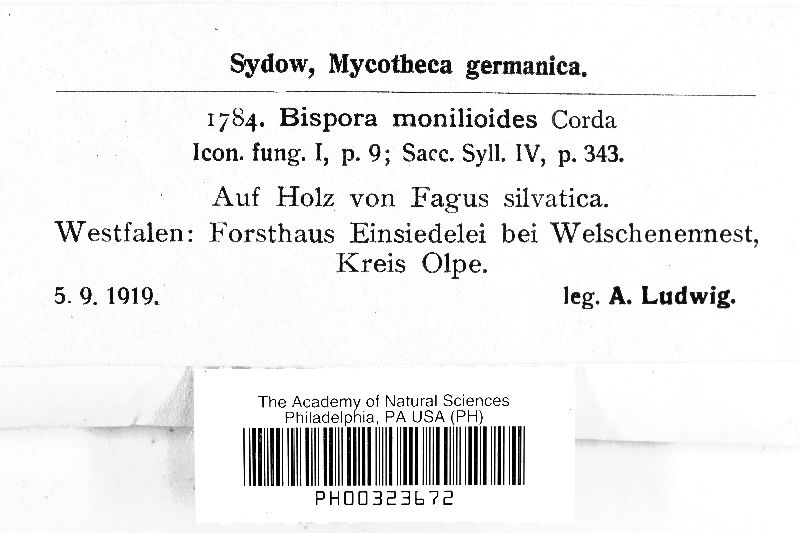 Sydow, Mycotheca germanica.
1784. Bispora monilioides Corda
Icon. fung. I, p. 9; Sacc. Syll. IV, p. 343.
Auf Holz von Fagus silvatica.
Westfalen: Forsthaus Einsiedelei bei Welschenennest,
Kreis Olpe.
5. 9. 1919. leg. A. Ludwig.
The Academy of Natural Sciences
Philadelphia, PA USA (PH)
PH00323672